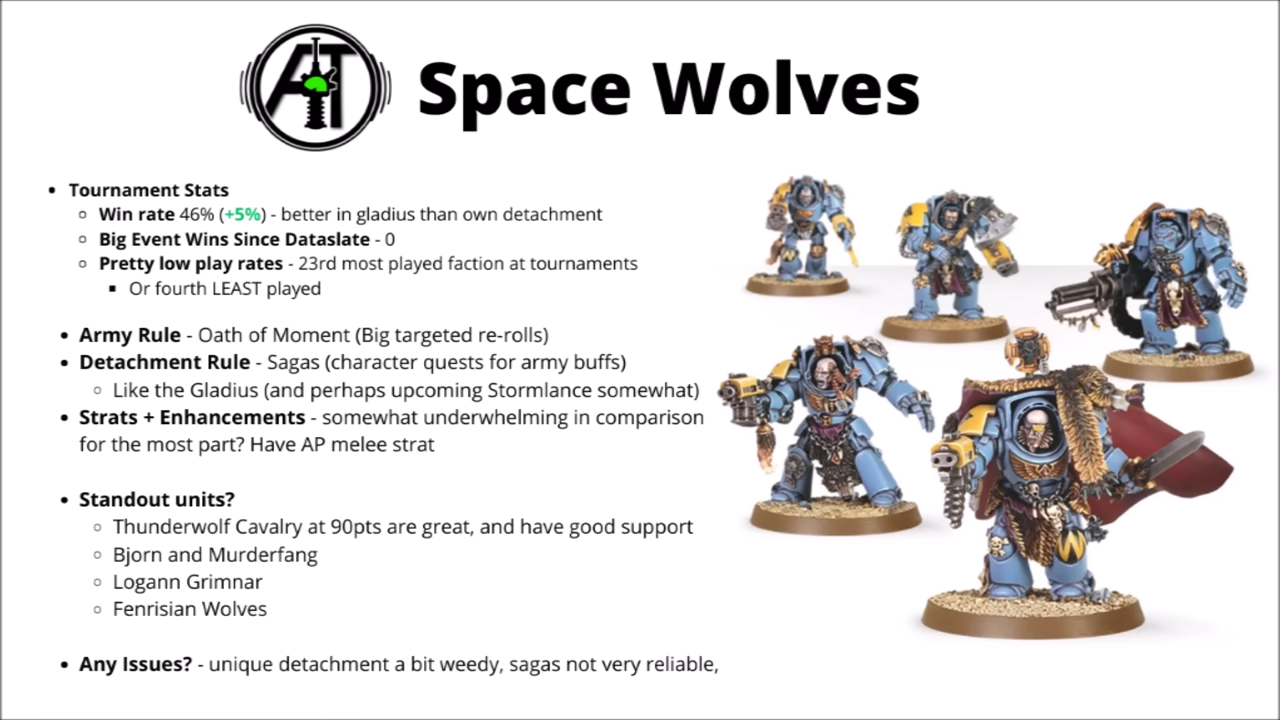 AT
Space Wolves
• Tournament Stats
◦ Win rate 46% (+5%) - better in gladius than own detachment
◦ Big Event Wins Since Dataslate - 0
◦ Pretty low play rates - 23rd most played faction at tournaments
▪ Or fourth LEAST played
• Army Rule - Oath of Moment (Big targeted re-rolls)
• Detachment Rule - Sagas (character quests for army buffs)
◦ Like the Gladius (and perhaps upcoming Stormlance somewhat)
• Strats + Enhancements - somewhat underwhelming in comparison
for the most part? Have AP melee strat
• Standout units?
◦ Thunderwolf Cavalry at 90pts are great, and have good support
◦ Bjorn and Murderfang
◦ Logann Grimnar
◦ Fenrisian Wolves
• Any Issues? - unique detachment a bit weedy, sagas not very reliable,